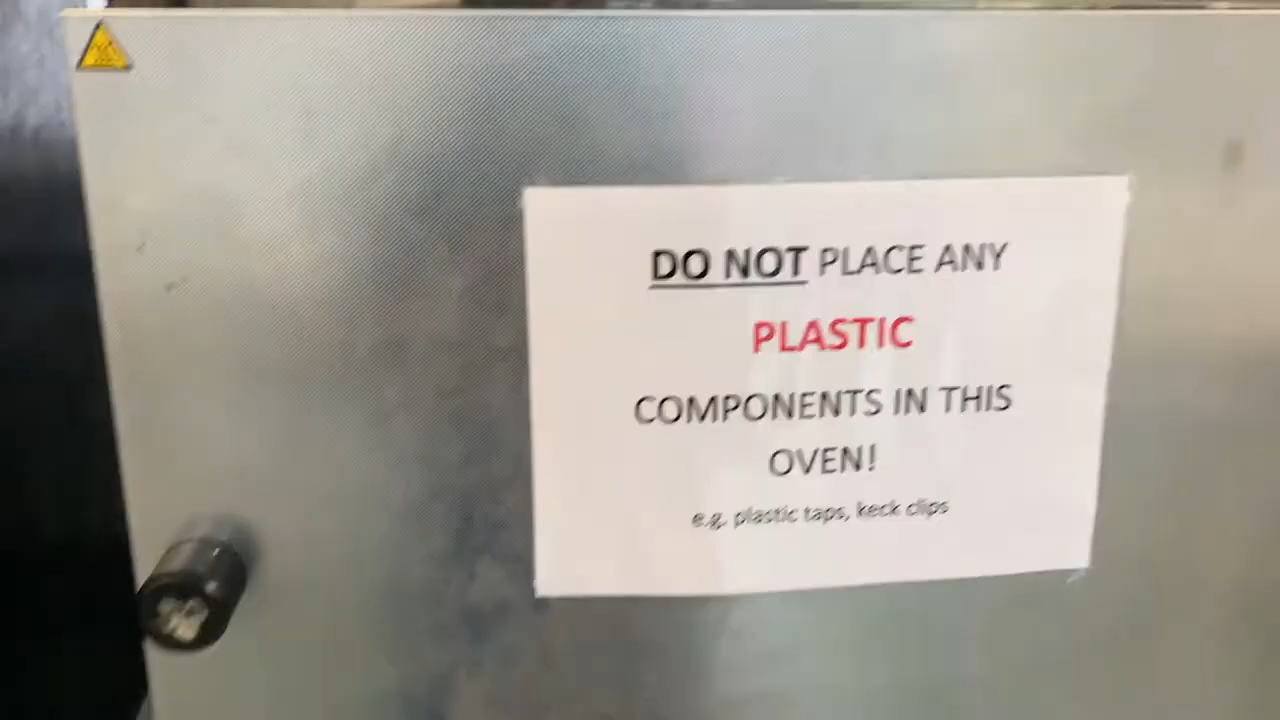 DO NOT PLACE ANY
PLASTIC
COMPONENTS IN THIS
OVEN!
e.g. plastic taps, keck clips